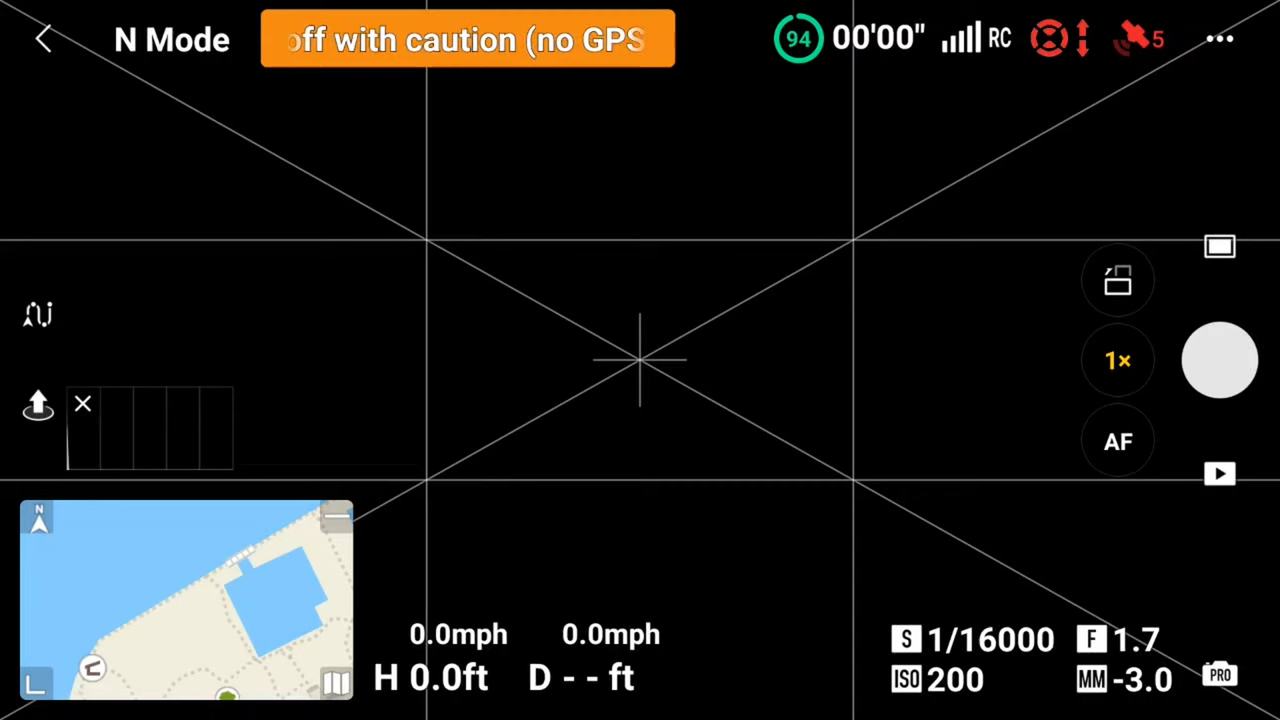 N Mode
off with caution (no GPS
94
00'00"
RC
5
1×
AF
N
0.0mph
0.0mph
H 0.0ft
D - - ft
S 1/16000
F 1.7
ISO 200
MM -3.0
PRO